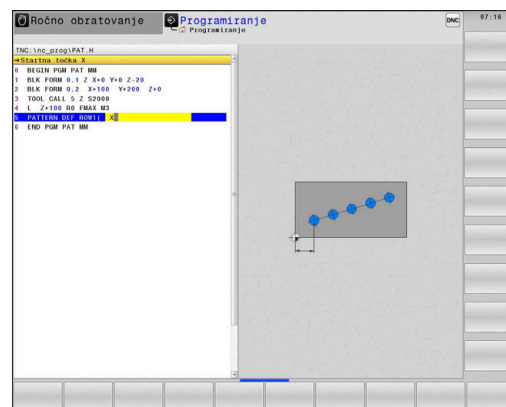 Ročno obratovanje
Programiranje
Programiranje
DNC
07:16
TNC:\nc_prog\PAT.H
→Startna točka X
0 BEGIN PGM PAT MM
1 BLK FORM 0.1 Z X+0 Y+0 Z-20
2 BLK FORM 0.2 X+100 Y+200 Z+0
3 TOOL CALL 5 Z S2000
4 L Z+100 R0 FMAX M3
5 PATTERN DEF ROW1( X
6 END PGM PAT MM